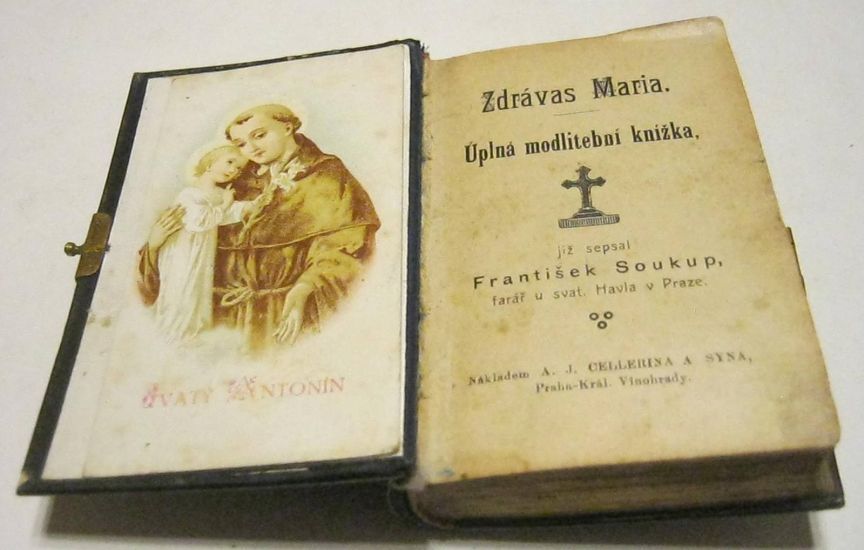 SVATÝ ANTONÍN
Zdrávas Maria.
Úplná modlitební knížka,
jíž sepsal
František Soukup,
farář u svat. Havla v Praze.
Nákladem A. J. CELLERINA A SYNA,
Praha-Král. Vinohrady.